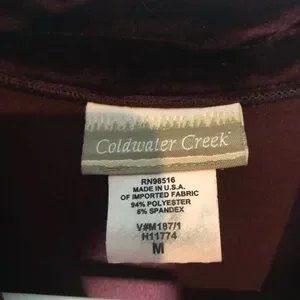 Coldwater Creek
RN98516
MADE IN U.S.A.
OF IMPORTED FABRIC
94% POLYESTER
6% SPANDEX
V#M187/1
H11774
M